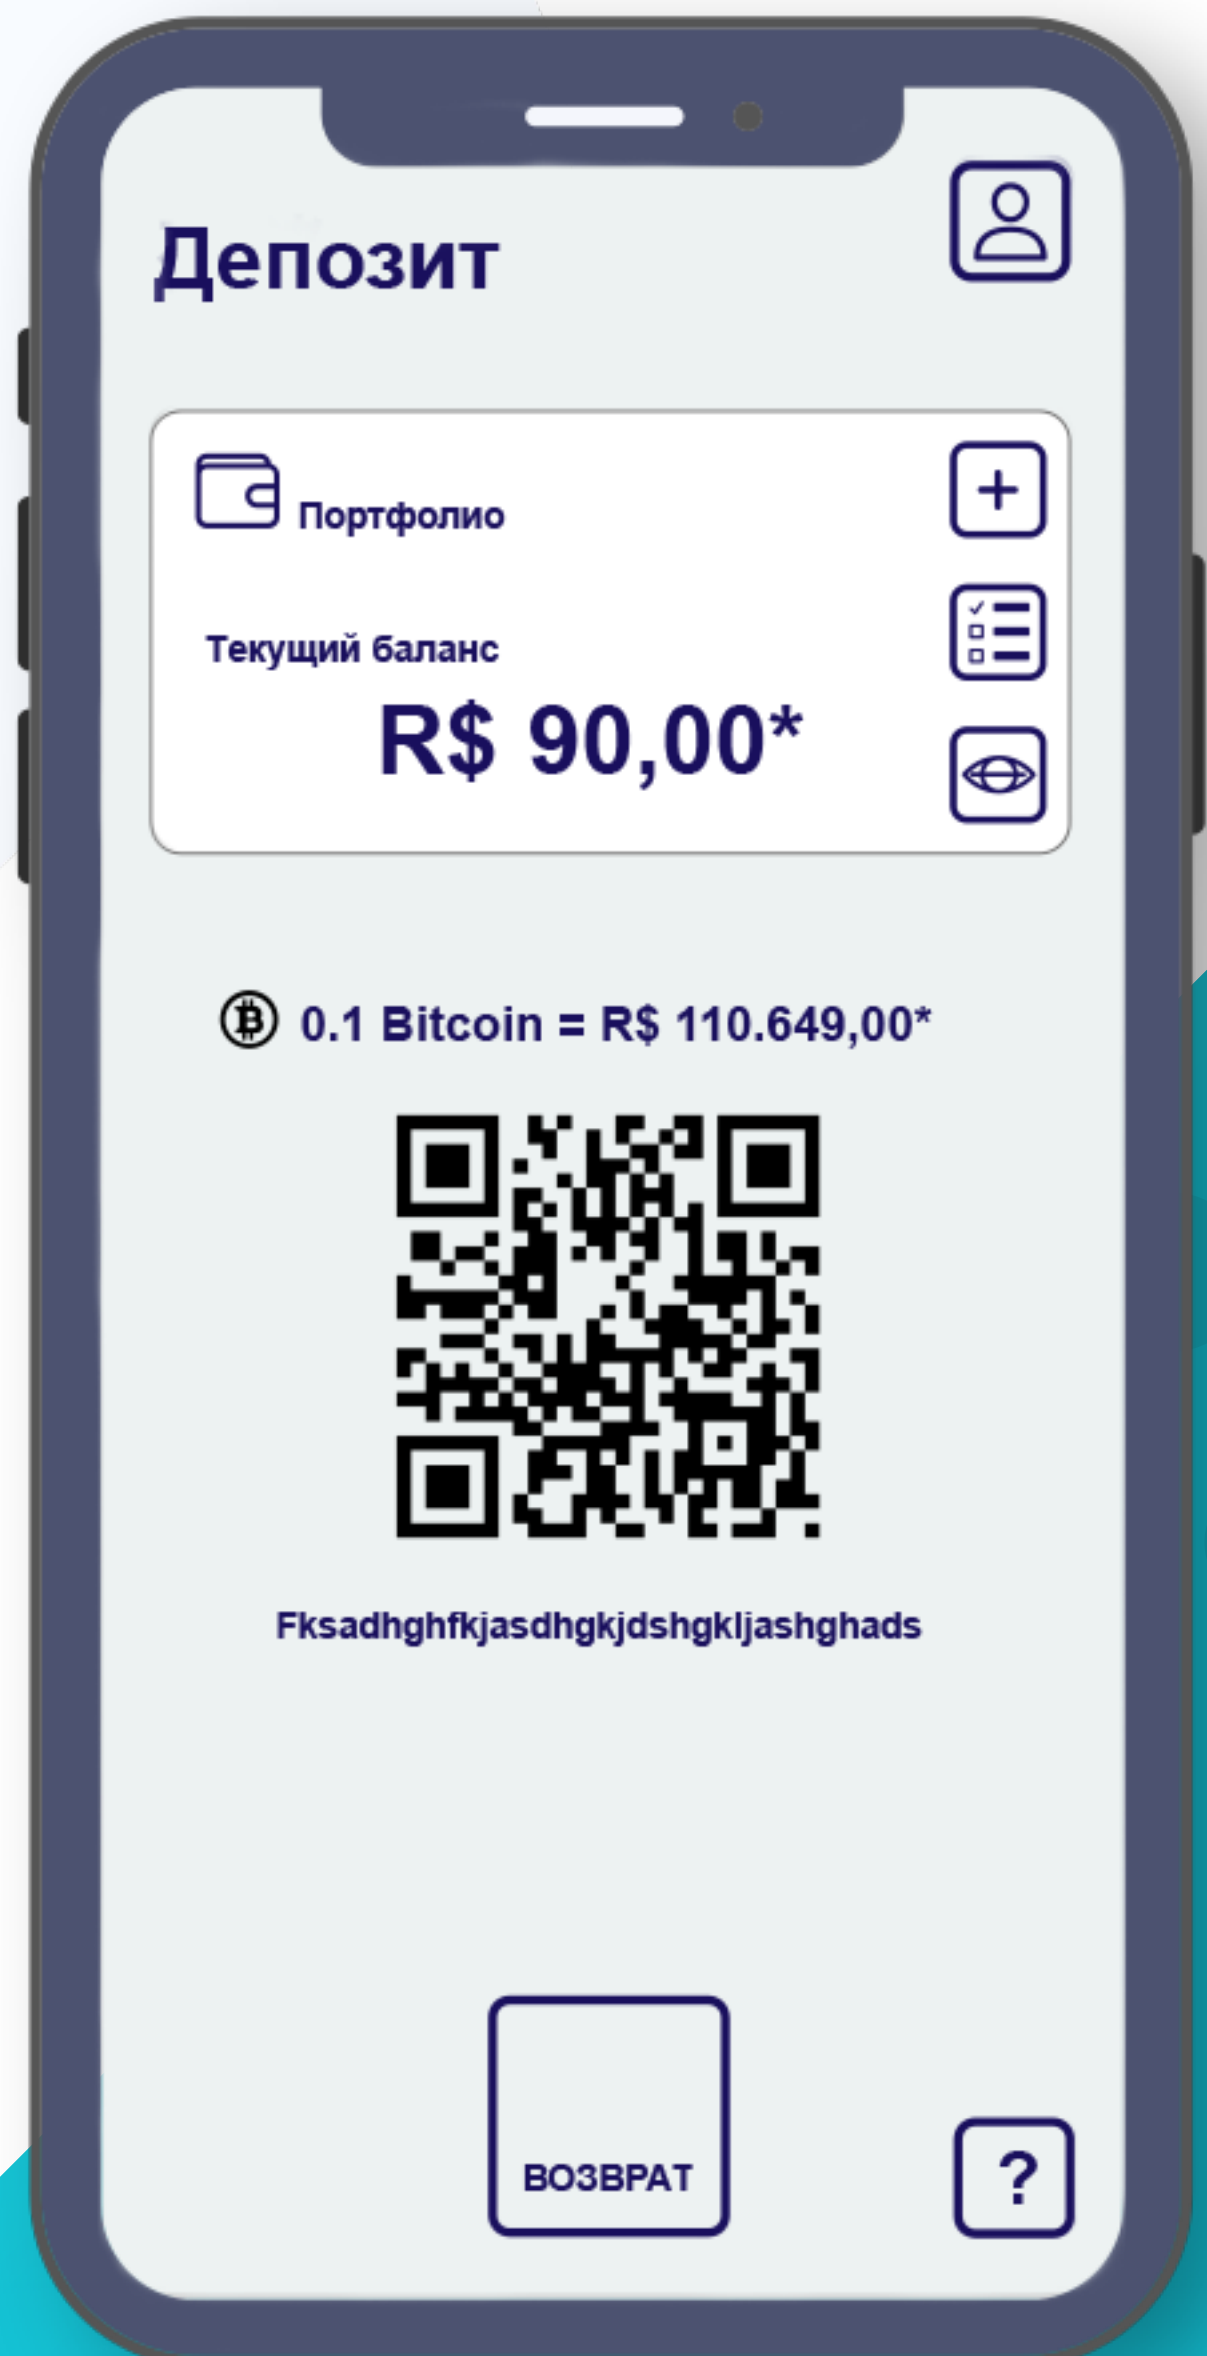 Депозит
Портфолио
Текущий баланс
R$ 90,00*
0.1 Bitcoin = R$ 110.649,00*
Fksadhghfkjasdhgkjdshgkljashghads
ВОЗВРАТ
?